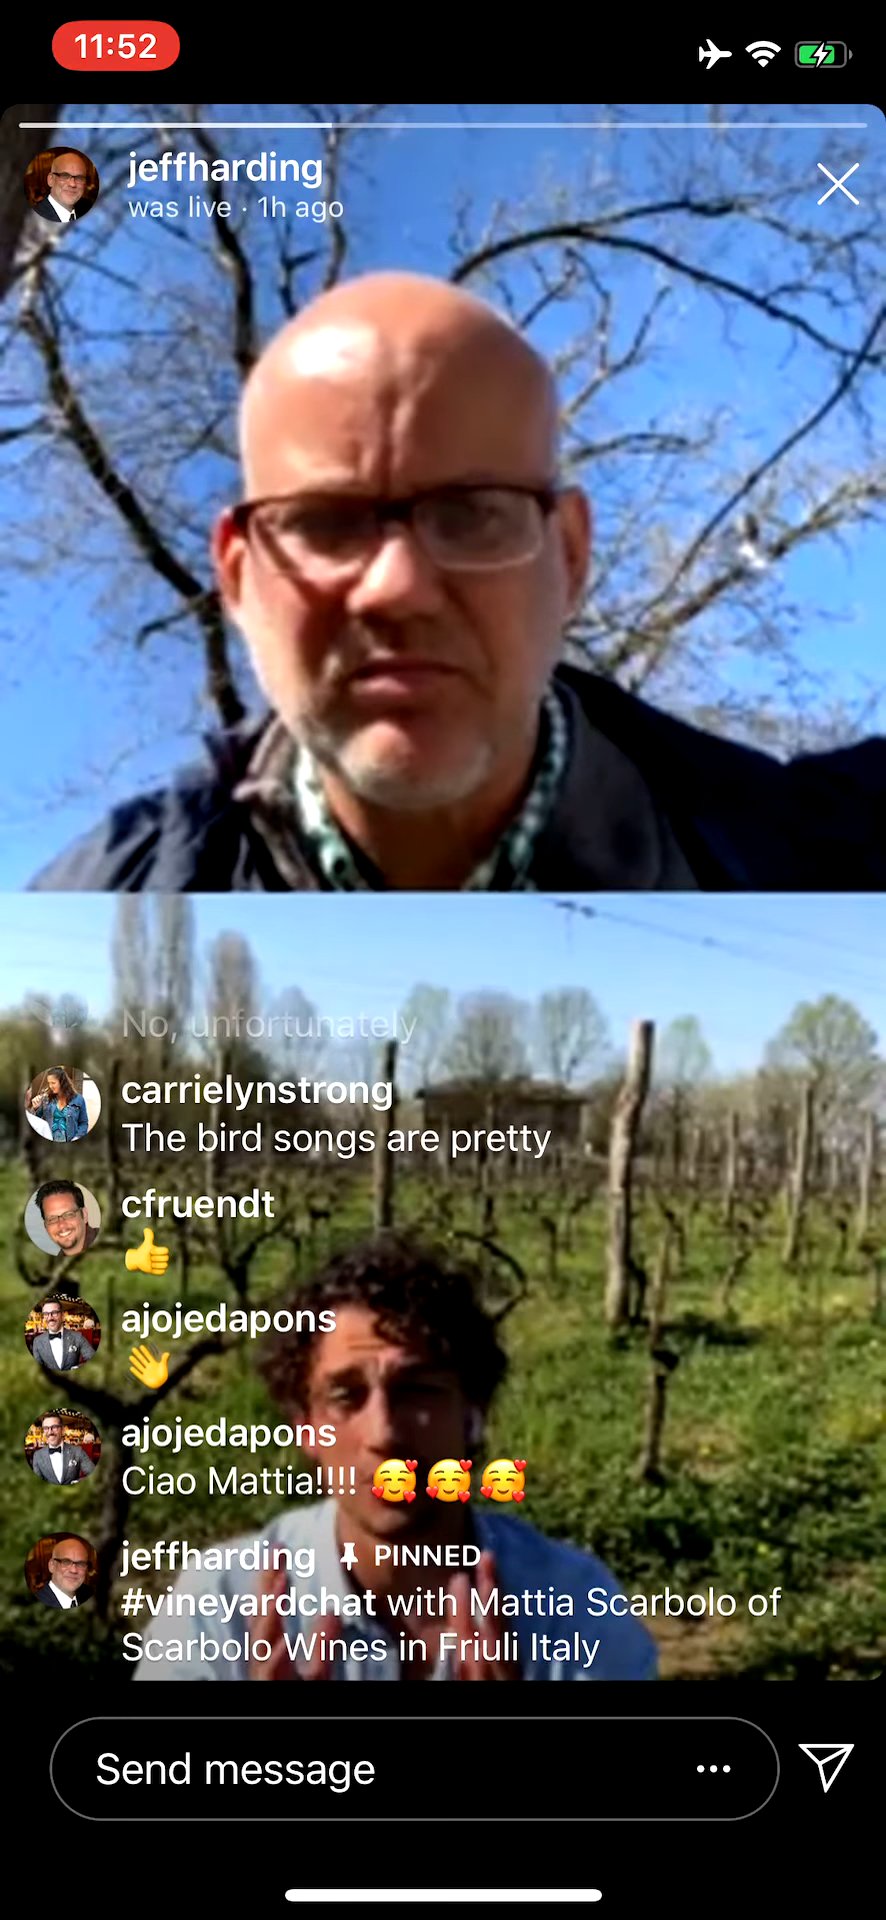 11:52
jeffharding
was live · 1h ago
No, unfortunately
carrielynstrong
The bird songs are pretty
cfruendt
👍
ajojedapons
👋
ajojedapons
Ciao Mattia!!!! 🥰🥰🥰
jeffharding PINNED
#vineyardchat with Mattia Scarbolo of
Scarbolo Wines in Friuli Italy
Send message